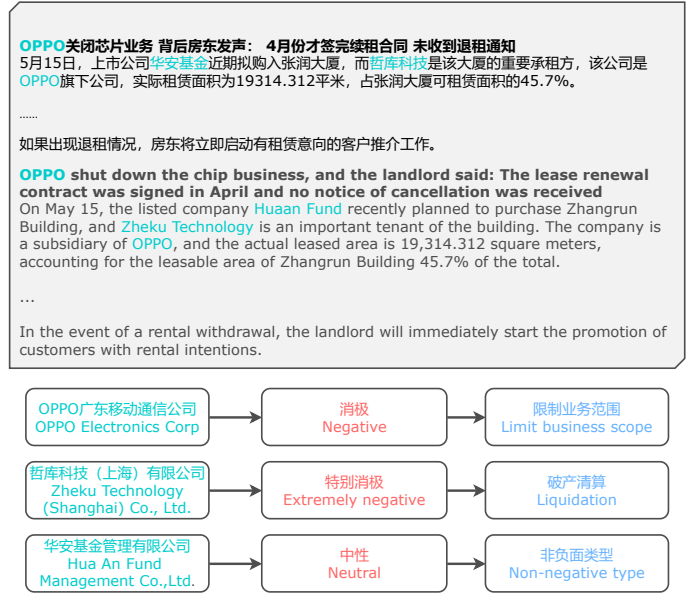 OPPO关闭芯片业务 背后房东发声： 4月份才签完续租合同 未收到退租通知
5月15日，上市公司华安基金近期拟购入张润大厦，而哲库科技是该大厦的重要承租方，该公司是
OPPO旗下公司，实际租赁面积为19314.312平米，占张润大厦可租赁面积的45.7%。
......
如果出现退租情况，房东将立即启动有租赁意向的客户推介工作。
OPPO shut down the chip business, and the landlord said: The lease renewal
contract was signed in April and no notice of cancellation was received
On May 15, the listed company Huaan Fund recently planned to purchase Zhangrun
Building, and Zheku Technology is an important tenant of the building. The company is
a subsidiary of OPPO, and the actual leased area is 19,314.312 square meters,
accounting for the leasable area of Zhangrun Building 45.7% of the total.
...
In the event of a rental withdrawal, the landlord will immediately start the promotion of
customers with rental intentions.
OPPO广东移动通信公司
OPPO Electronics Corp
消极
Negative
限制业务范围
Limit business scope
哲库科技（上海）有限公司
Zheku Technology
(Shanghai) Co., Ltd.
特别消极
Extremely negative
破产清算
Liquidation
华安基金管理有限公司
Hua An Fund
Management Co.,Ltd.
中性
Neutral
非负面类型
Non-negative type